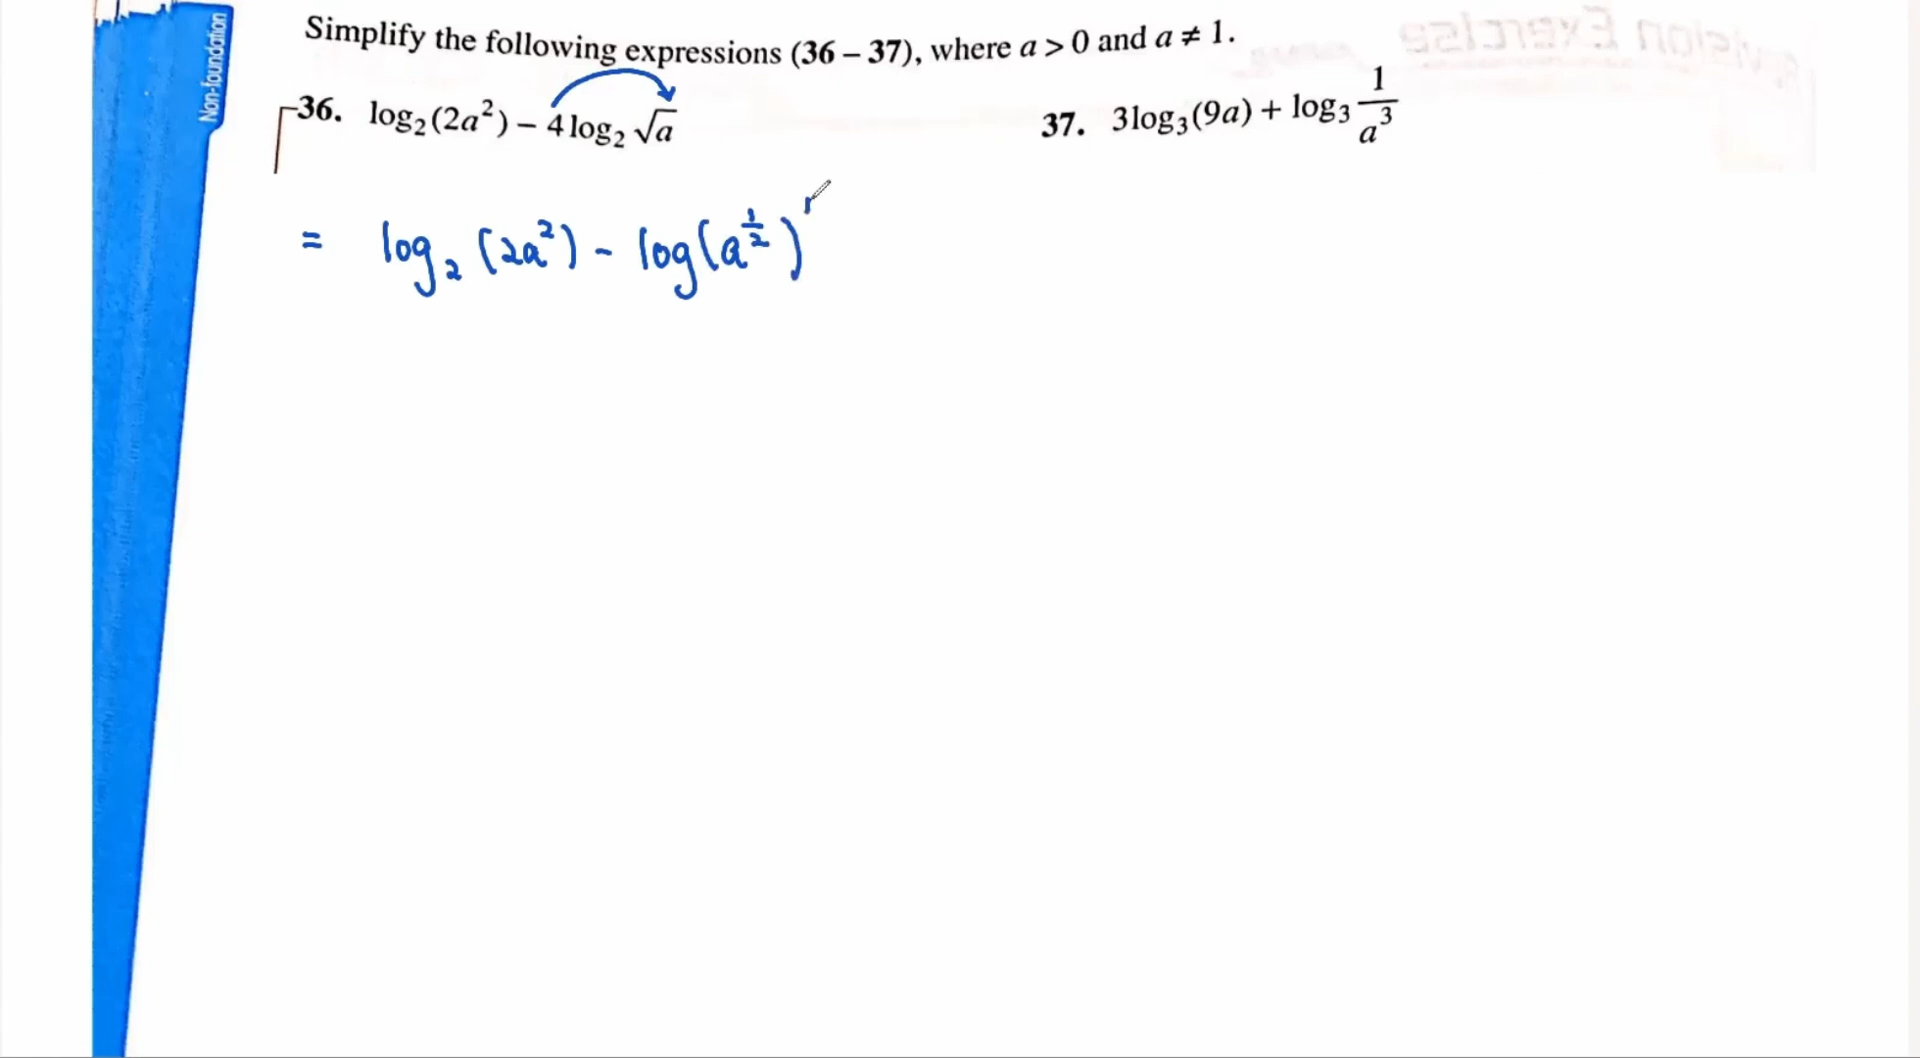 Non-foundation
Simplify the following expressions (36 – 37), where a > 0 and a ≠ 1.
36. log₂(2a²) – 4 log₂ √a
37. 3log₃(9a) + log₃ 1/a³
= log₂ (2a²) - log(a^½)